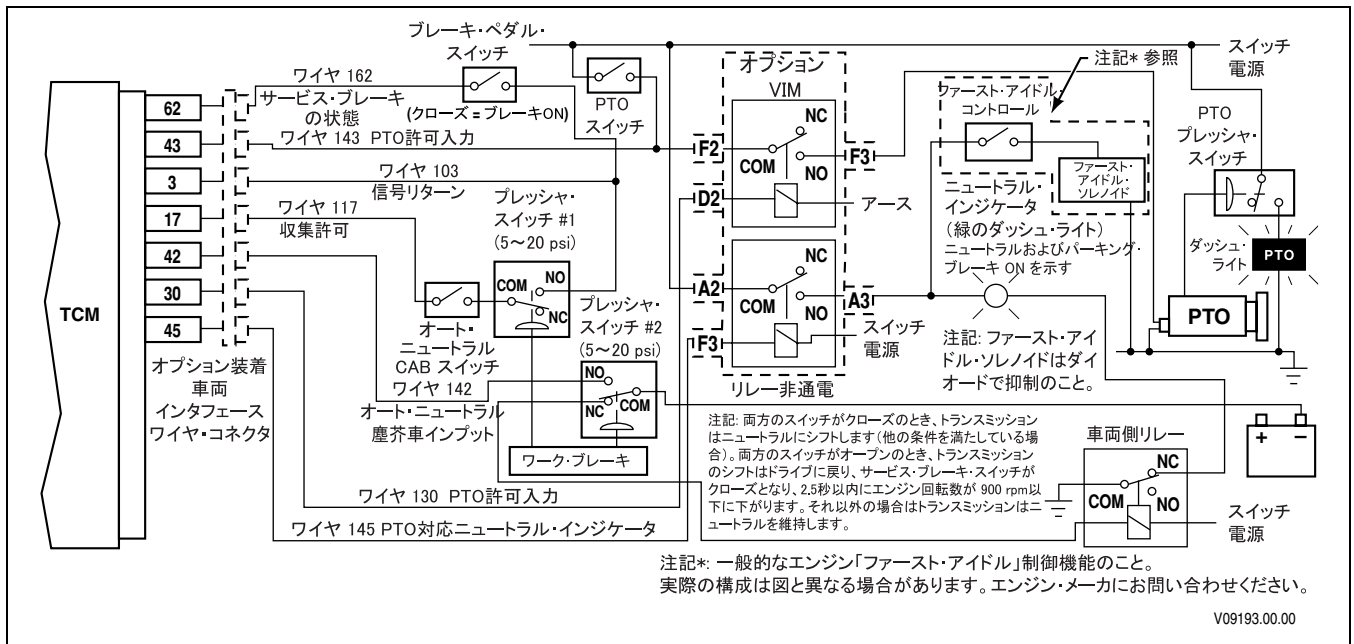 ブレーキ・ペダル・
スイッチ
スイッチ
電源
注記* 参照
オプション
VIM
ワイヤ 162
サービス・ブレーキ
の状態
(クローズ = ブレーキON)
PTO
スイッチ
ファースト・アイドル・
コントロール
PTO
プレッシャ・
スイッチ
TCM
62
43
3
17
42
30
45
ワイヤ 143 PTO許可入力
ワイヤ 103
信号リターン
ワイヤ 117
収集許可
プレッシャ・
スイッチ #1
(5～20 psi)
F2
COM
NC
NO
F3
D2
アース
ファースト・
アイドル・
ソレノイド
ニュートラル・
インジケータ
(緑のダッシュ・ライト)
ニュートラルおよびパーキング・
ブレーキ ON を示す
ダッシュ・
ライト
PTO
PTO
COM
NO
NC
プレッシャ・
スイッチ #2
(5～20 psi)
A2
COM
NC
NO
A3
F3
スイッチ
電源
リレー非通電
注記: ファースト・アイ
ドル・ソレノイドはダイ
オードで抑制のこと。
オート・
ニュートラル
CAB スイッチ
オプション装着
車両
インタフェース
ワイヤ・コネクタ
ワイヤ 142
オート・ニュートラル
塵芥車インプット
NO
NC
COM
ワーク・ブレーキ
注記: 両方のスイッチがクローズのとき、トランスミッション
はニュートラルにシフトします(他の条件を満たしている場
合)。両方のスイッチがオープンのとき、トランスミッション
のシフトはドライブに戻り、サービス・ブレーキ・スイッチが
クローズとなり、2.5秒以内にエンジン回転数が 900 rpm以
下に下がります。それ以外の場合はトランスミッションはニ
ュートラルを維持します。
車両側リレー
NC
COM
NO
+ −
スイッチ
電源
ワイヤ 130 PTO許可入力
ワイヤ 145 PTO対応ニュートラル・インジケータ
注記*: 一般的なエンジン「ファースト・アイドル」制御機能のこと。
実際の構成は図と異なる場合があります。エンジン・メーカにお問い合わせください。
V09193.00.00